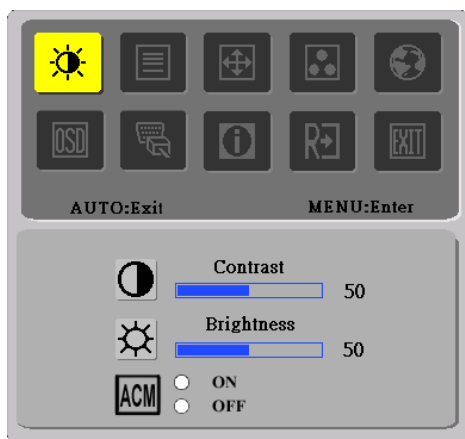 OSD
i
R
EXIT
AUTO:Exit MENU:Enter
Contrast
50
Brightness
50
ACM ON
OFF